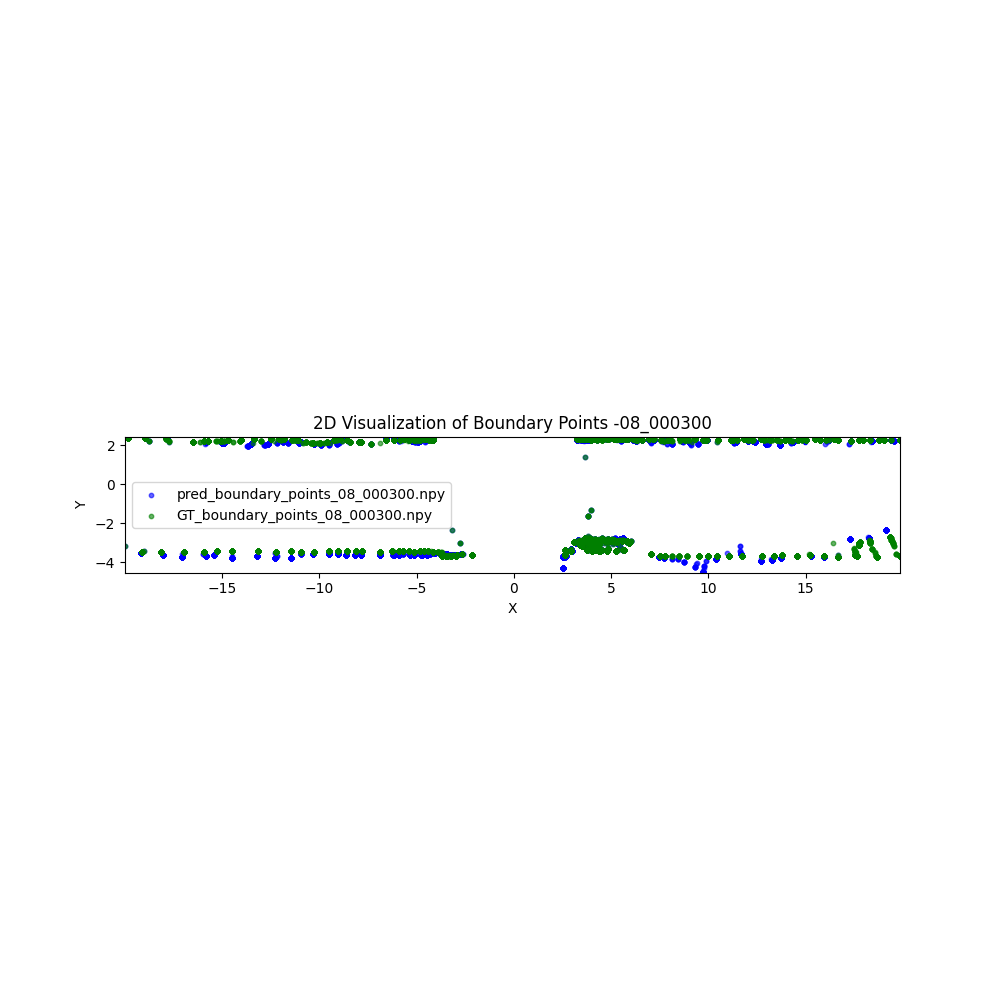 2D Visualization of Boundary Points -08_000300
2
0
−2
−4
Y
pred_boundary_points_08_000300.npy
GT_boundary_points_08_000300.npy
−15
−10
−5
0
5
10
15
X